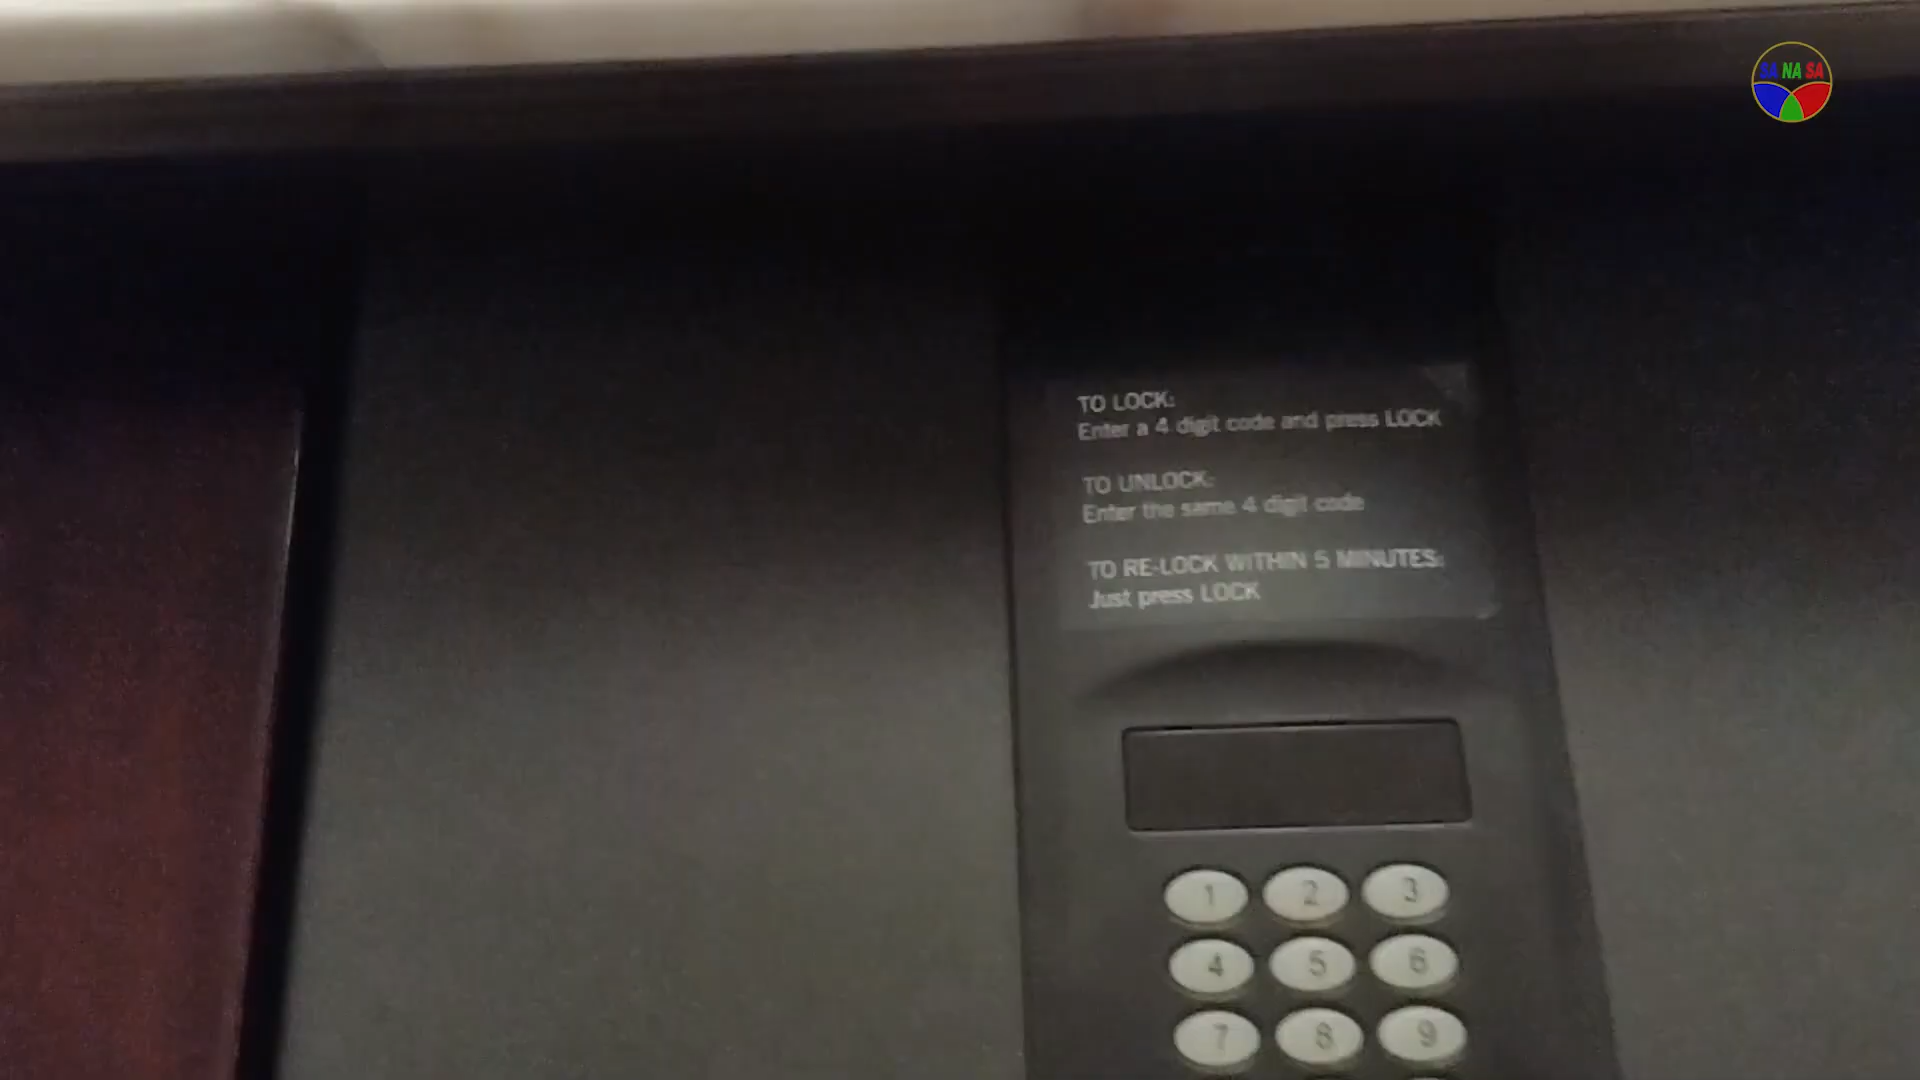 SA NA SA
TO LOCK:
Enter a 4 digit code and press LOCK
TO UNLOCK:
Enter the same 4 digit code
TO RE-LOCK WITHIN 5 MINUTES:
Just press LOCK
1 2 3
4 5 6
7 8 9